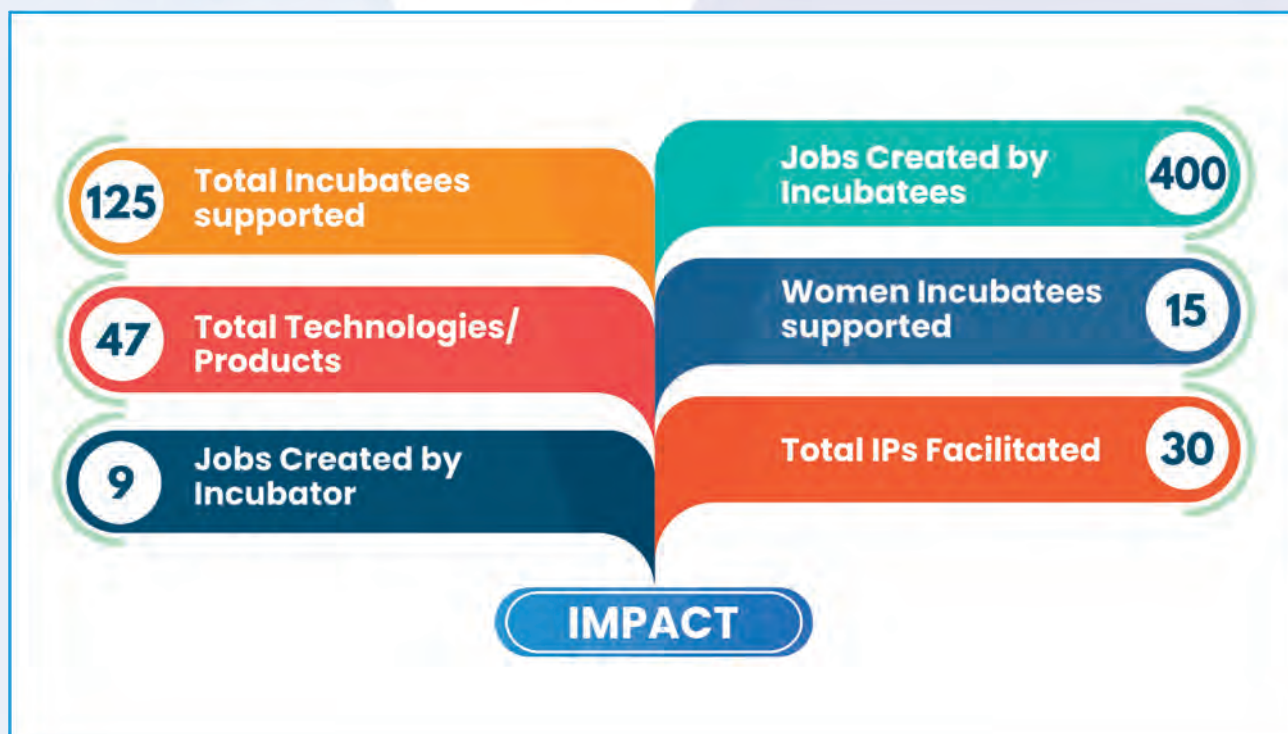 125
Total Incubatees
supported
47
Total Technologies/
Products
9
Jobs Created by
Incubator
Jobs Created by
Incubatees
400
Women Incubatees
supported
15
Total IPs Facilitated
30
IMPACT